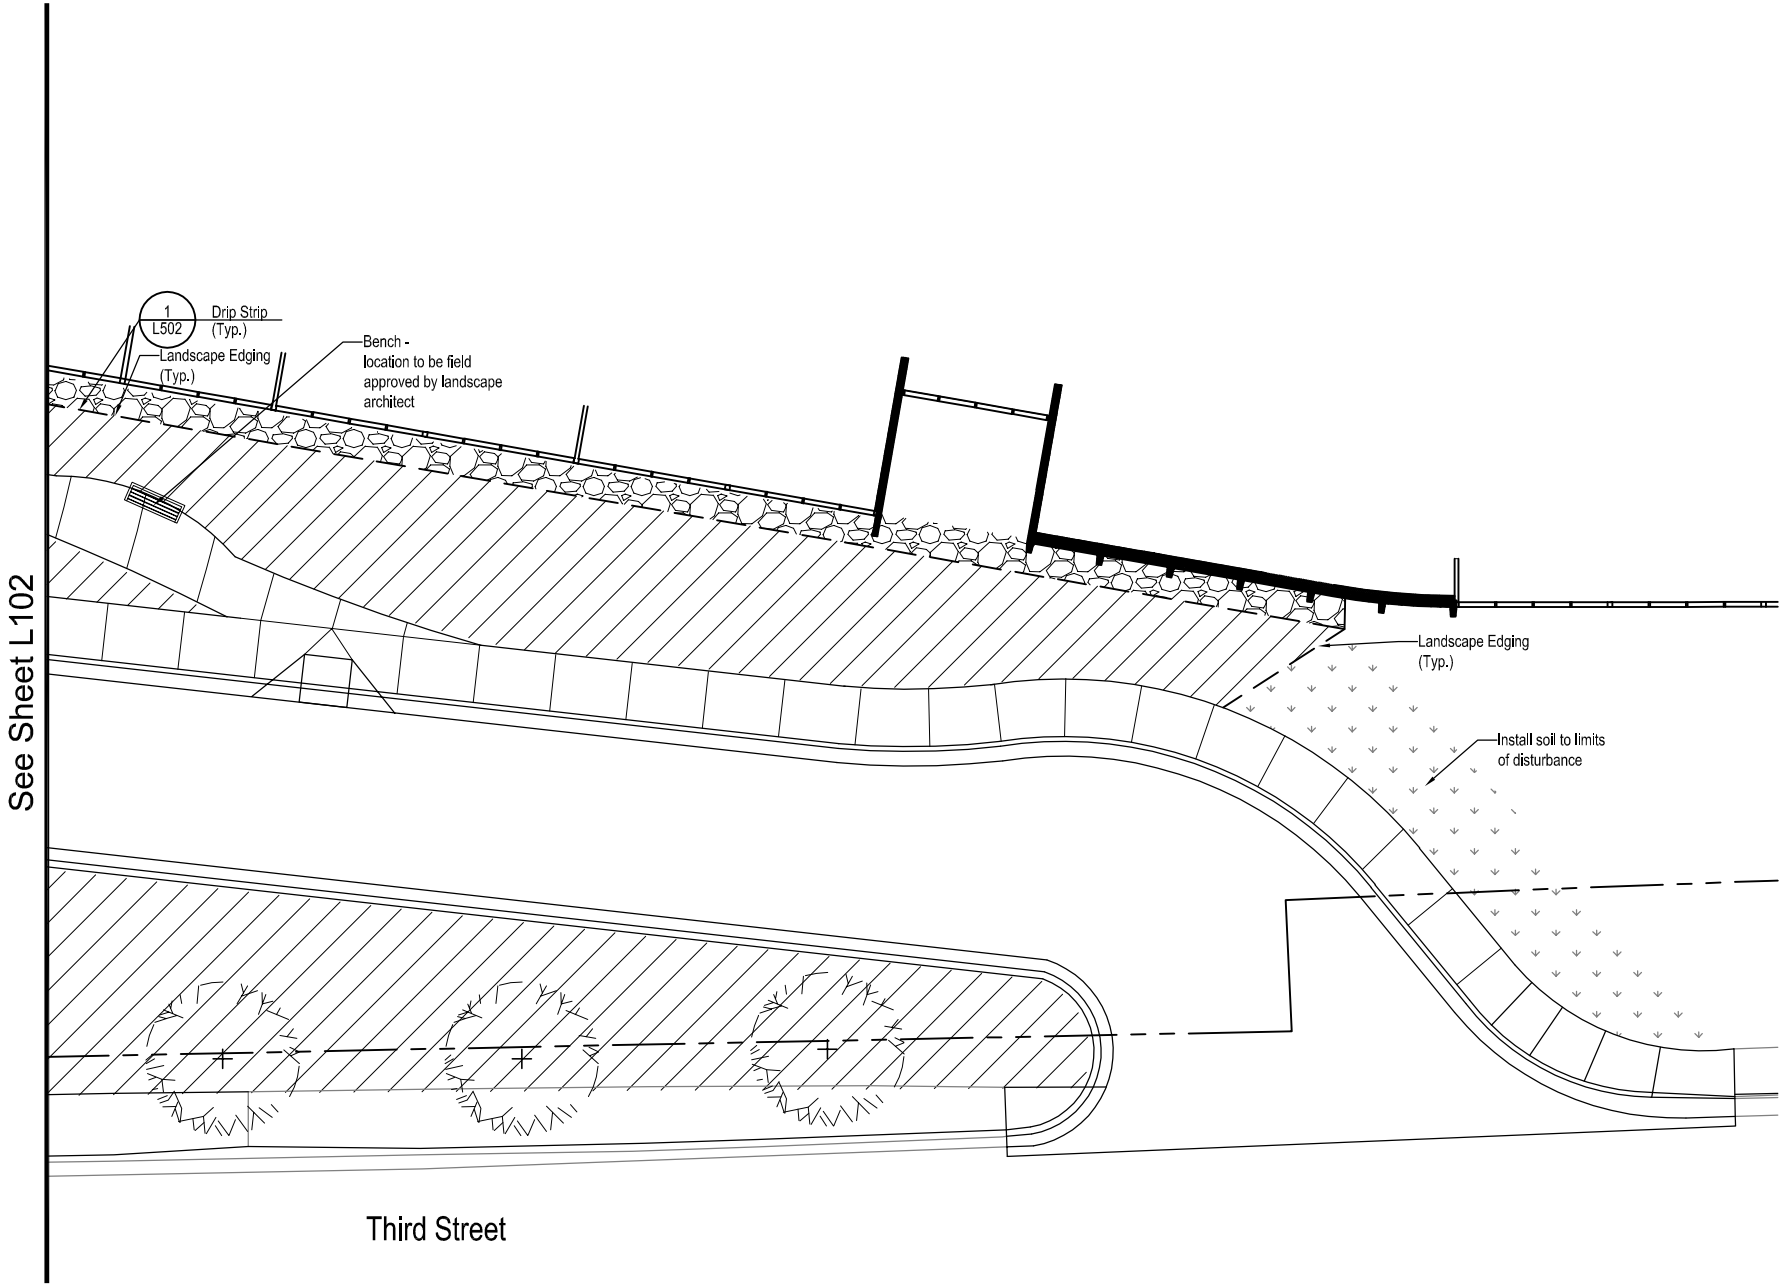 1
L502
Drip Strip
(Typ.)
Landscape Edging
(Typ.)
Bench -
location to be field
approved by landscape
architect
See Sheet L102
Landscape Edging
(Typ.)
Install soil to limits
of disturbance
Third Street